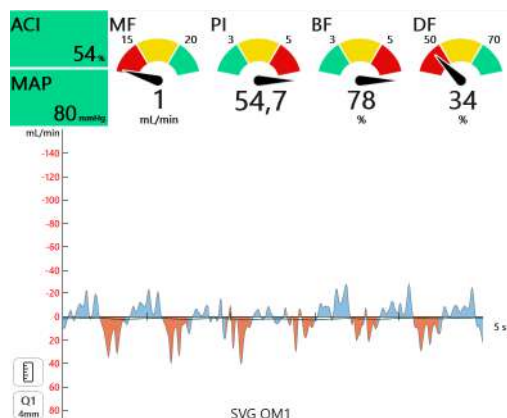 ACI
54 %
MAP
80 mmHg
MF
15 20
1
mL/min
PI
3 5
54,7
BF
3 5
78
%
DF
50 70
34
%
mL/min
-140
-120
-100
-80
-60
-40
-20
0
20
40
60
80
5 s
Q1
4mm
SVG OM1